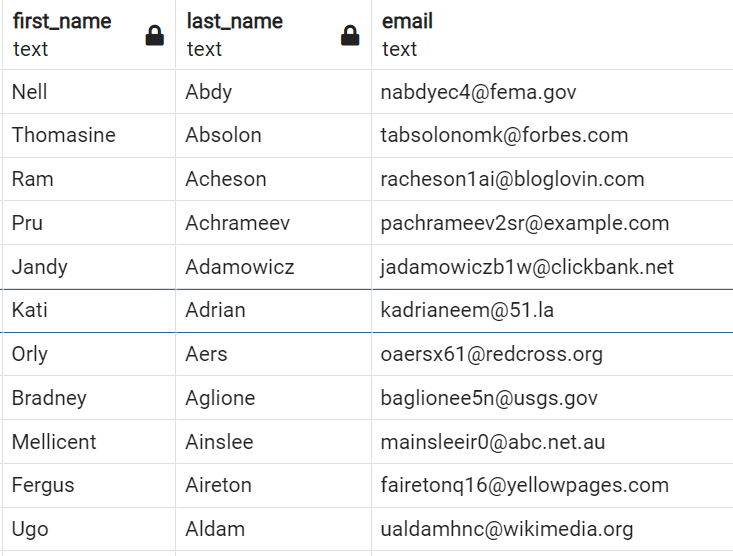 first_name last_name email
text text text
Nell Abdy nabdyec4@fema.gov
Thomasine Absolon tabsolonomk@forbes.com
Ram Acheson racheson1ai@bloglovin.com
Pru Achrameev pachrameev2sr@example.com
Jandy Adamowicz jadamowiczb1w@clickbank.net
Kati Adrian kadrianeem@51.la
Orly Aers oaersx61@redcross.org
Bradney Aglione baglionee5n@usgs.gov
Mellicent Ainslee mainsleeir0@abc.net.au
Fergus Aireton fairetonq16@yellowpages.com
Ugo Aldam ualdamhnc@wikimedia.org